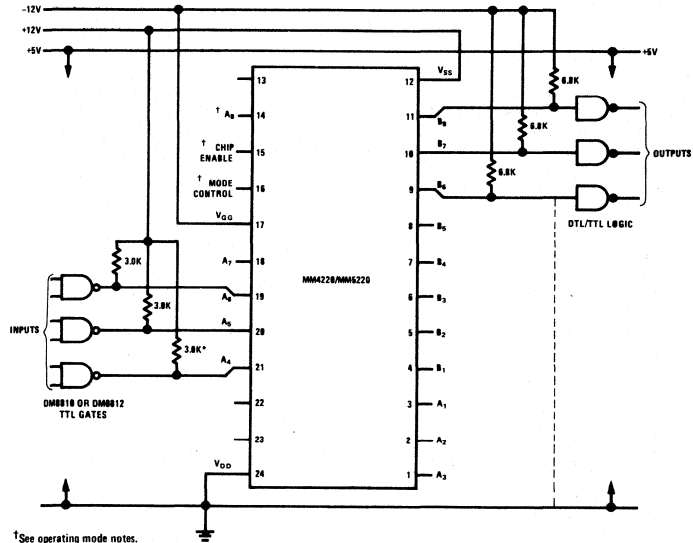 -12V
+12V
+5V
+5V
VSS
13
12
6.8K
† A8
14
11
B8
6.8K
† CHIP
ENABLE
15
10
B7
OUTPUTS
6.8K
† MODE
CONTROL
16
9
B6
VGG
17
DTL/TTL LOGIC
8
B5
MM4220/MM5220
3.0K
A7
18
7
B4
A6
19
6
B3
3.0K
INPUTS
A5
20
5
B2
3.0K*
A4
21
4
B1
DM8810 OR DM8812
TTL GATES
22
3
A1
23
2
A2
VDD
24
1
A3
†See operating mode notes.